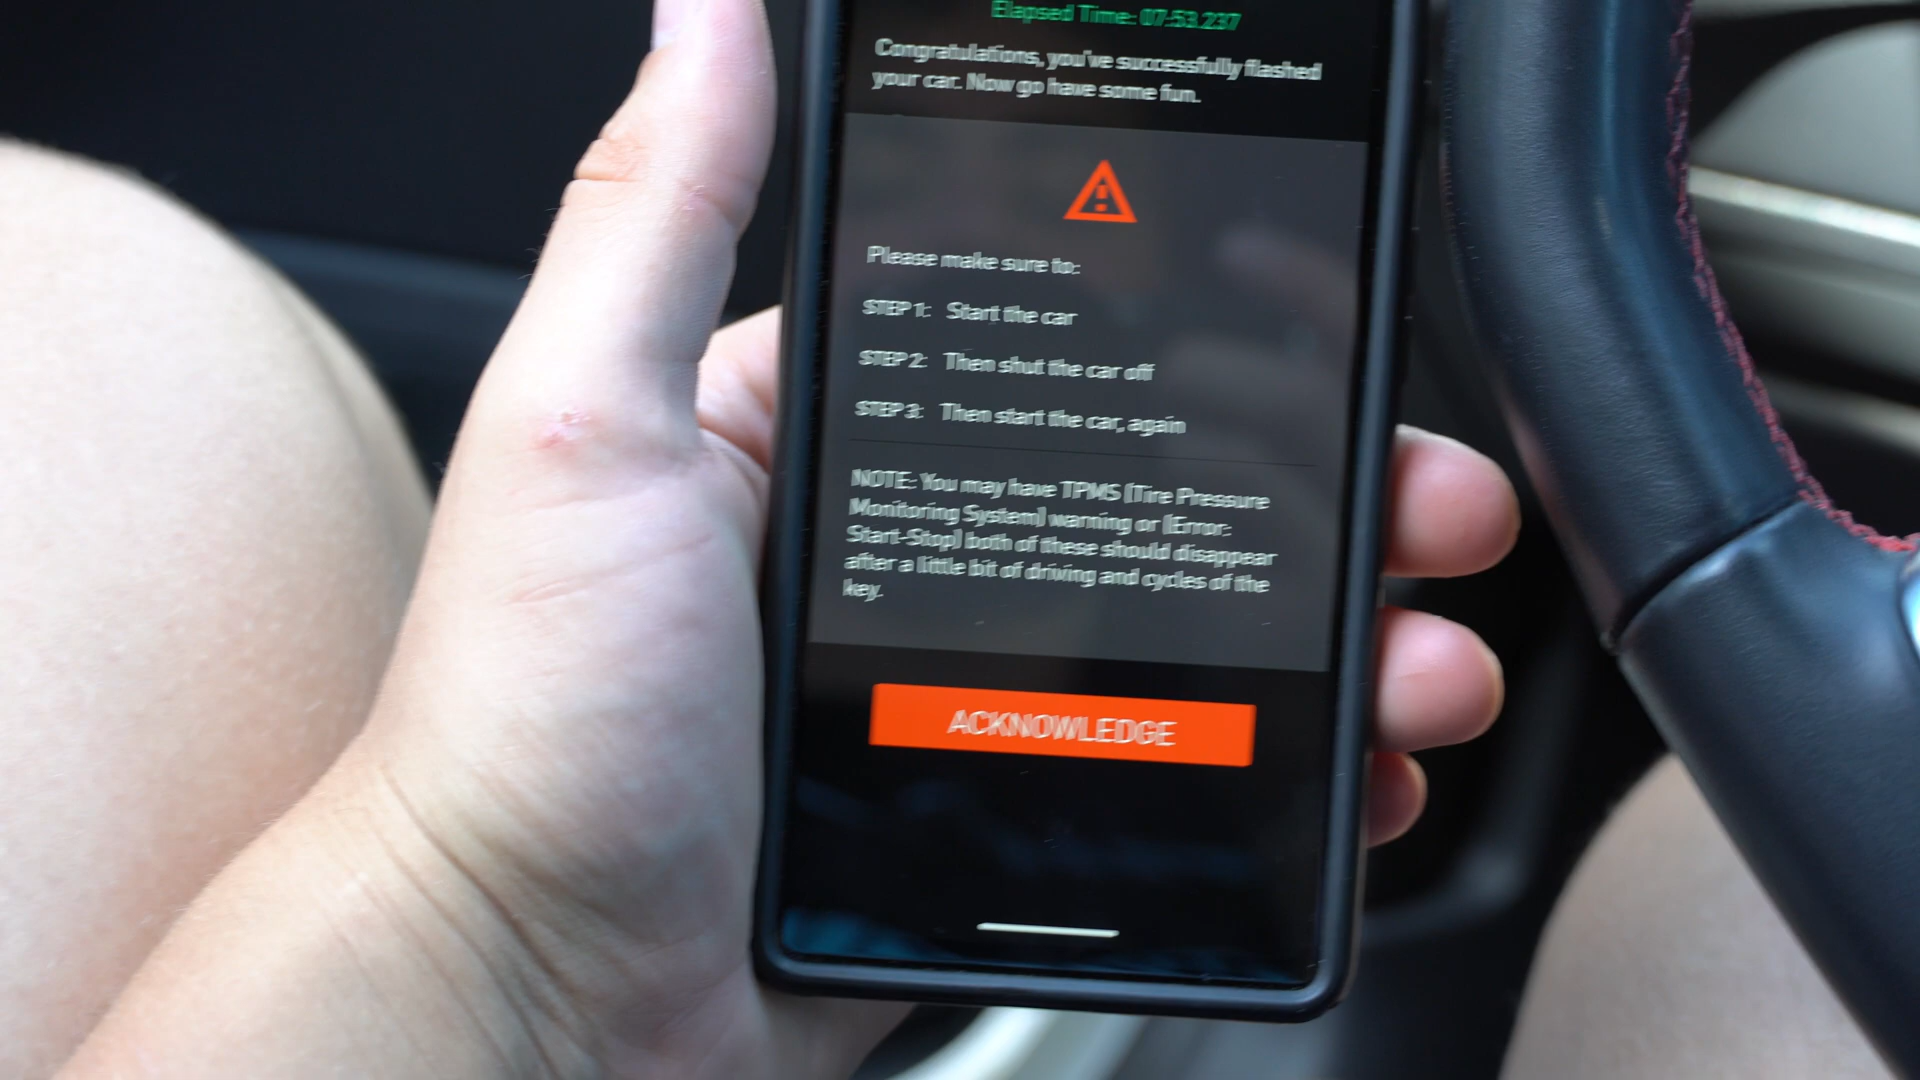 Elapsed Time: 07:53.237
Congratulations, you've successfully flashed
your car. Now go have some fun.
Please make sure to:
STEP 1: Start the car
STEP 2: Then shut the car off
STEP 3: Then start the car, again
NOTE: You may have TPMS (Tire Pressure
Monitoring System) warning or (Error:
Start-Stop) both of these should disappear
after a little bit of driving and cycles of the
key.
ACKNOWLEDGE